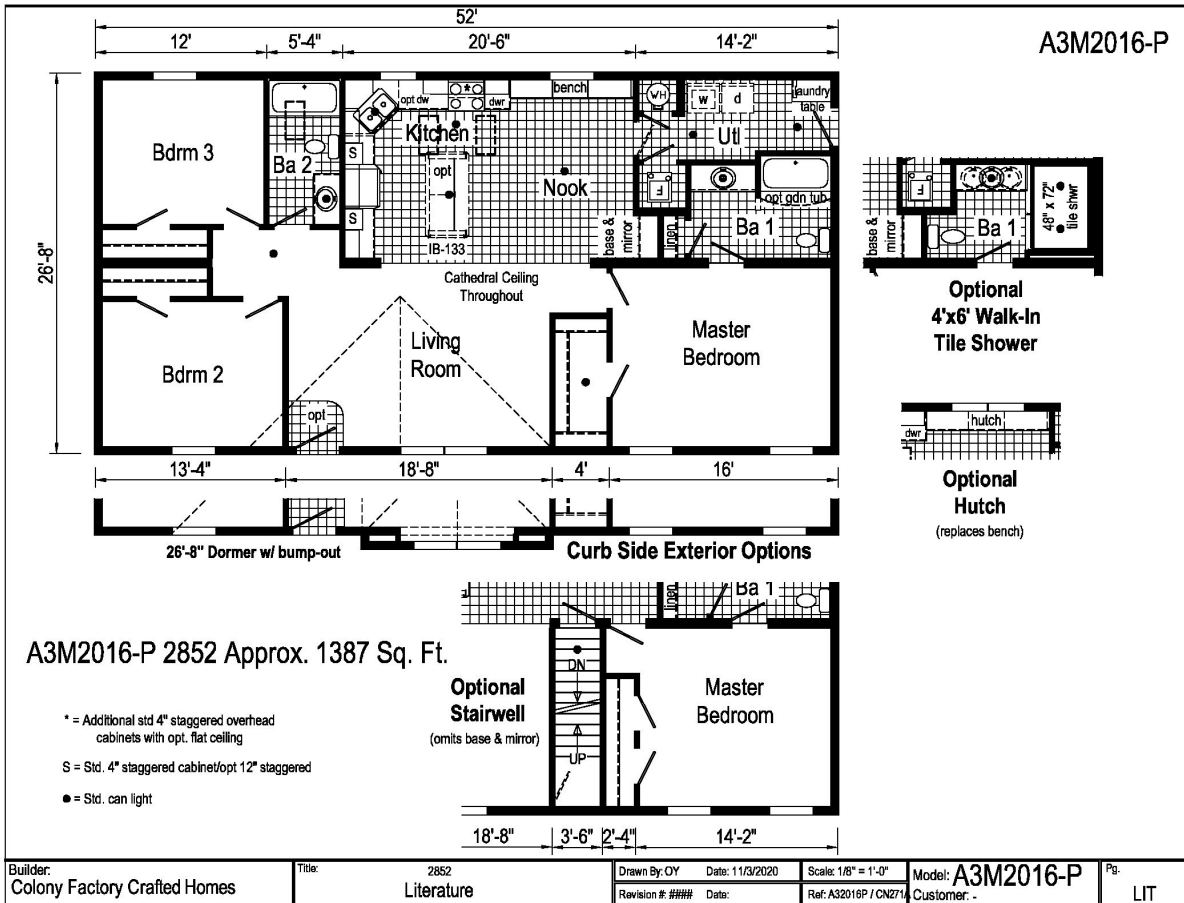 52'
12'
5'-4"
20'-6"
14'-2"
A3M2016-P
26'-8"
Bdrm 3
Ba 2
opt dw
*
dwr
bench
Kitchen
S
opt
S
IB-133
Nook
WH
w
d
laundry
table
Utl
F
opt gdn tub
Ba 1
linen
base &
mirror
Cathedral Ceiling
Throughout
Bdrm 2
opt
Living
Room
Master
Bedroom
13'-4"
18'-8"
4'
16'
F
base &
mirror
Ba 1
48" x 72"
tile shwr
Optional
4'x6' Walk-In
Tile Shower
dwr
hutch
Optional
Hutch
(replaces bench)
26'-8" Dormer w/ bump-out
Curb Side Exterior Options
linen
Ba 1
A3M2016-P 2852 Approx. 1387 Sq. Ft.
Optional
Stairwell
(omits base & mirror)
DN
UP
Master
Bedroom
* = Additional std 4" staggered overhead
cabinets with opt. flat ceiling
S = Std. 4" staggered cabinet/opt 12" staggered
● = Std. can light
18'-8"
3'-6"
2'-4"
14'-2"
Builder:
Colony Factory Crafted Homes
Title:
2852
Literature
Drawn By: OY Date: 11/3/2020
Revision #: #### Date:
Scale: 1/8" = 1'-0"
Ref: A32016P / CN271A
Model: A3M2016-P
Customer: -
Pg.
LIT